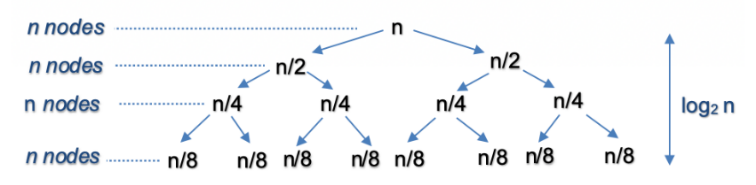 n nodes n
n nodes n/2 n/2
n nodes n/4 n/4 n/4 n/4 log₂ n
n nodes n/8 n/8 n/8 n/8 n/8 n/8 n/8 n/8